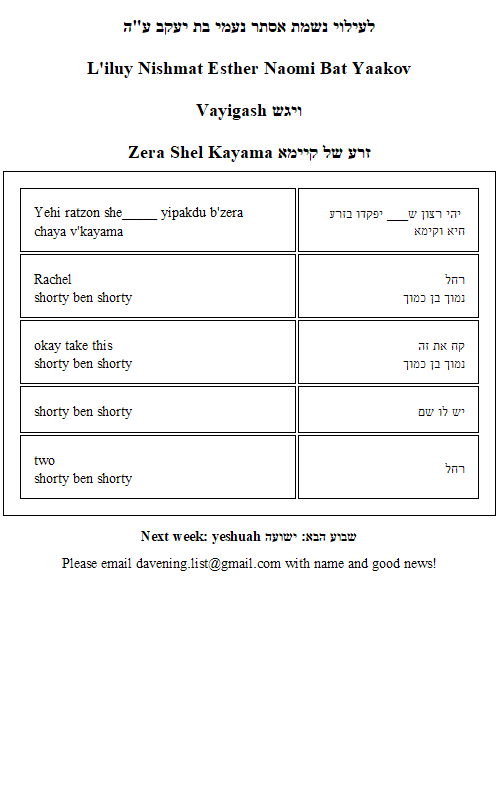 לעילוי נשמת אסתר נעמי בת יעקב ע"ה
L'iluy Nishmat Esther Naomi Bat Yaakov
Vayigash ויגש
Zera Shel Kayama זרע של קיימא
Yehi ratzon she_____ yipakdu b'zera
chaya v'kayama
יהי רצון ש___ יפקדו בזרע
חיא וקימא
Rachel
shorty ben shorty
רחל
נמוך בן כמוך
okay take this
shorty ben shorty
קח את זה
נמוך בן כמוך
shorty ben shorty
יש לו שם
two
shorty ben shorty
רחל
Next week: yeshuah שבוע הבא: ישועה
Please email davening.list@gmail.com with name and good news!